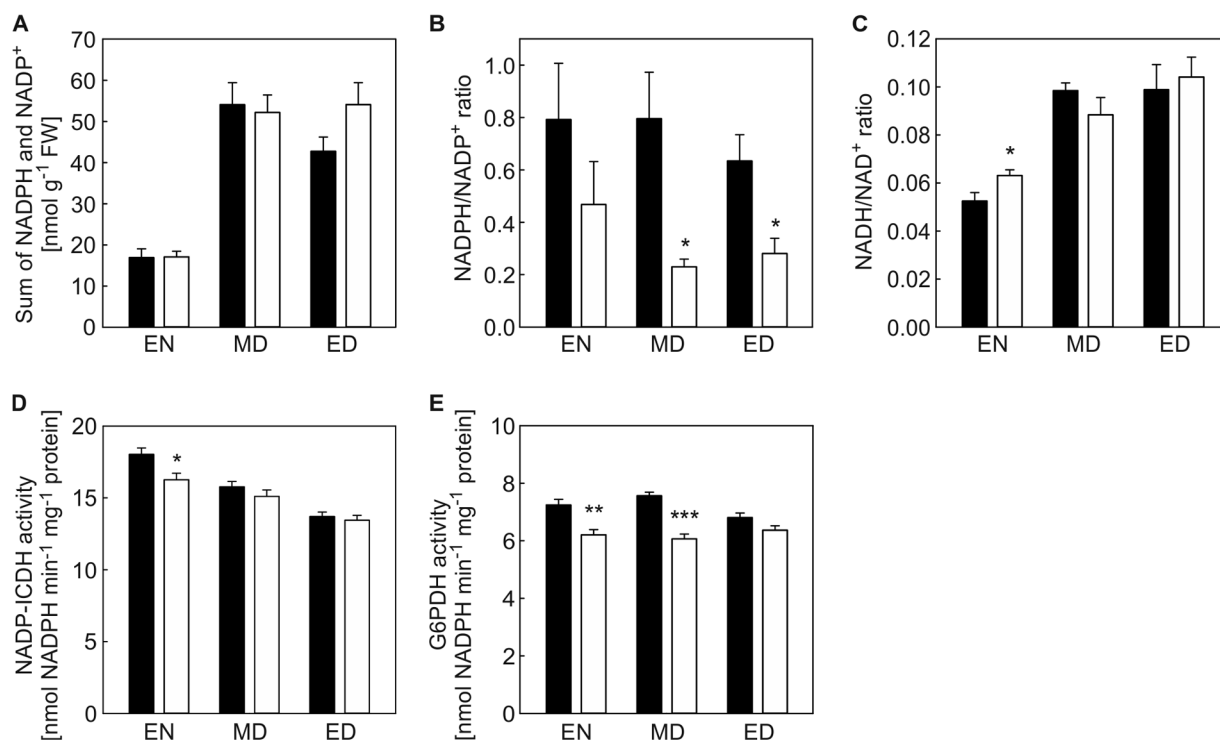 A
Sum of NADPH and NADP⁺
[nmol g⁻¹ FW]
70
60
50
40
30
20
10
0
EN MD ED
B
NADPH/NADP⁺ ratio
1.0
0.8
0.6
0.4
0.2
0.0
* *
EN MD ED
C
NADH/NAD⁺ ratio
0.12
0.10
0.08
0.06
0.04
0.02
0.00
*
EN MD ED
D
NADP-ICDH activity
[nmol NADPH min⁻¹ mg⁻¹ protein]
20
15
10
5
0
*
EN MD ED
E
G6PDH activity
[nmol NADPH min⁻¹ mg⁻¹ protein]
10
8
6
4
2
0
** ***
EN MD ED